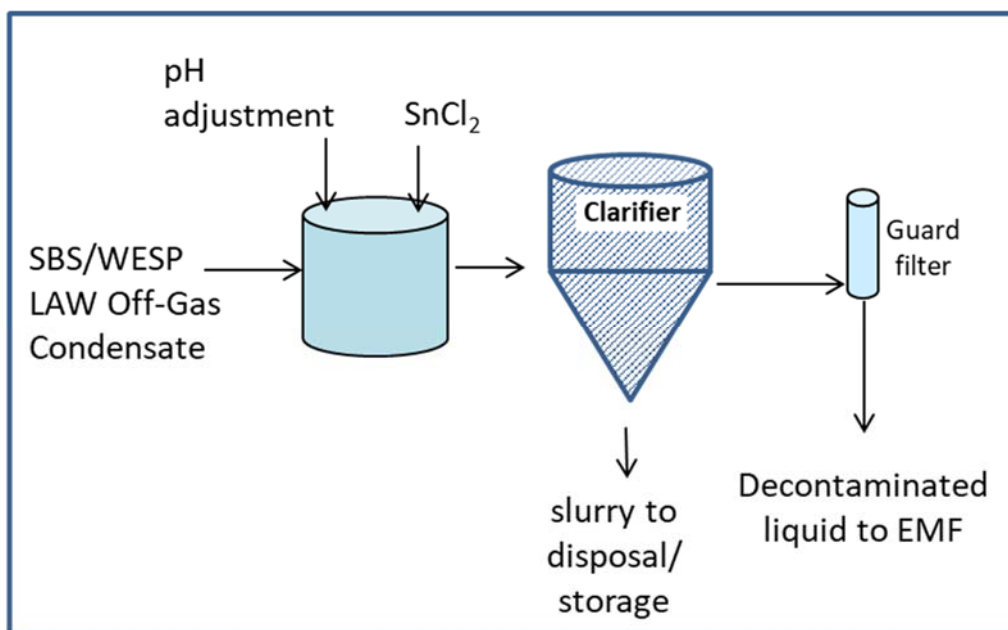 pH
adjustment
SnCl₂
SBS/WESP
LAW Off-Gas
Condensate
Clarifier
Guard
filter
slurry to
disposal/
storage
Decontaminated
liquid to EMF